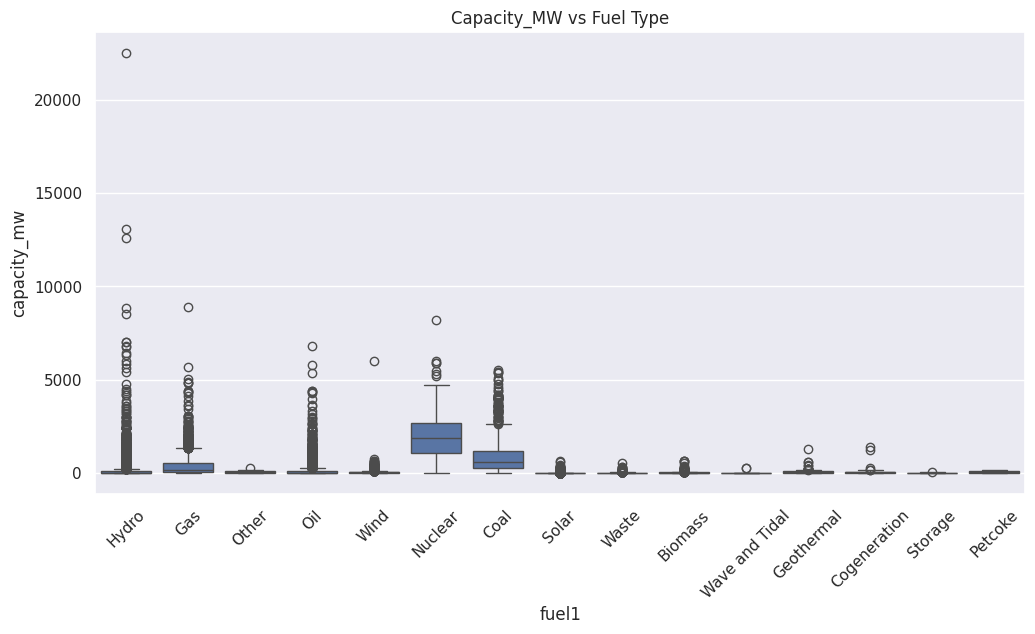 Capacity_MW vs Fuel Type
capacity_mw
20000
15000
10000
5000
0
Hydro
Gas
Other
Oil
Wind
Nuclear
Coal
Solar
Waste
Biomass
Wave and Tidal
Geothermal
Cogeneration
Storage
Petcoke
fuel1